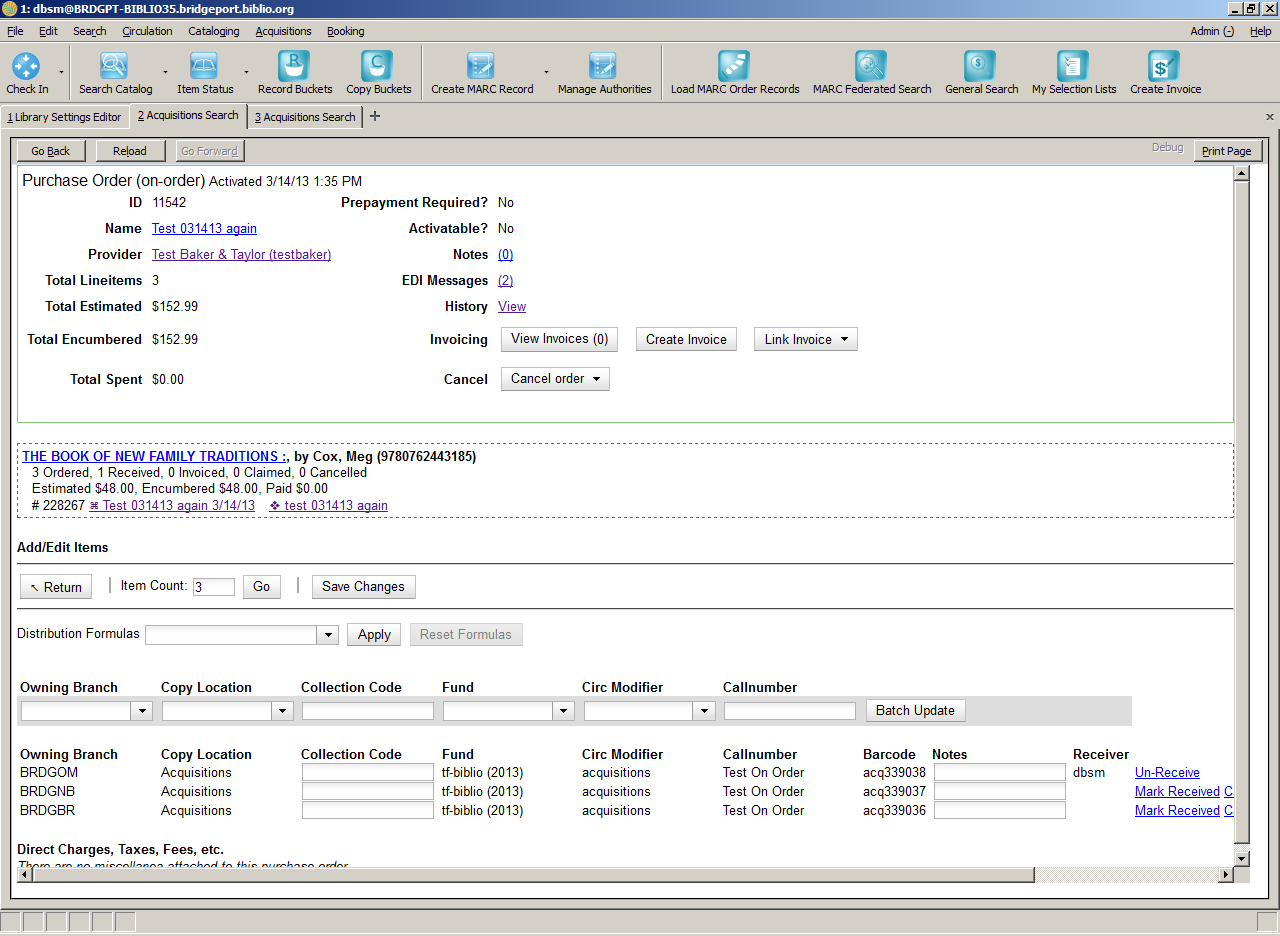 1: dbsm@BRDGPT-BIBLIO35.bridgeport.biblio.org
File Edit Search Circulation Cataloging Acquisitions Booking Admin (-) Help
Check In Search Catalog Item Status Record Buckets Copy Buckets Create MARC Record Manage Authorities Load MARC Order Records MARC Federated Search General Search My Selection Lists Create Invoice
1 Library Settings Editor 2 Acquisitions Search 3 Acquisitions Search
Go Back Reload Go Forward Debug Print Page
Purchase Order (on-order) Activated 3/14/13 1:35 PM
ID 11542 Prepayment Required? No
Name Test 031413 again Activatable? No
Provider Test Baker & Taylor (testbaker) Notes (0)
Total Lineitems 3 EDI Messages (2)
Total Estimated $152.99 History View
Total Encumbered $152.99 Invoicing View Invoices (0) Create Invoice Link Invoice
Total Spent $0.00 Cancel Cancel order
THE BOOK OF NEW FAMILY TRADITIONS :, by Cox, Meg (9780762443185)
3 Ordered, 1 Received, 0 Invoiced, 0 Claimed, 0 Cancelled
Estimated $48.00, Encumbered $48.00, Paid $0.00
# 228267 ⌘ Test 031413 again 3/14/13 ❖ test 031413 again
Add/Edit Items
↖ Return | Item Count: 3 Go | Save Changes
Distribution Formulas Apply Reset Formulas
Owning Branch Copy Location Collection Code Fund Circ Modifier Callnumber
Batch Update
Owning Branch Copy Location Collection Code Fund Circ Modifier Callnumber Barcode Notes Receiver
BRDGOM Acquisitions tf-biblio (2013) acquisitions Test On Order acq339038 dbsm Un-Receive
BRDGNB Acquisitions tf-biblio (2013) acquisitions Test On Order acq339037 Mark Received C
BRDGBR Acquisitions tf-biblio (2013) acquisitions Test On Order acq339036 Mark Received C
Direct Charges, Taxes, Fees, etc.
There are no miscellanea attached to this purchase order